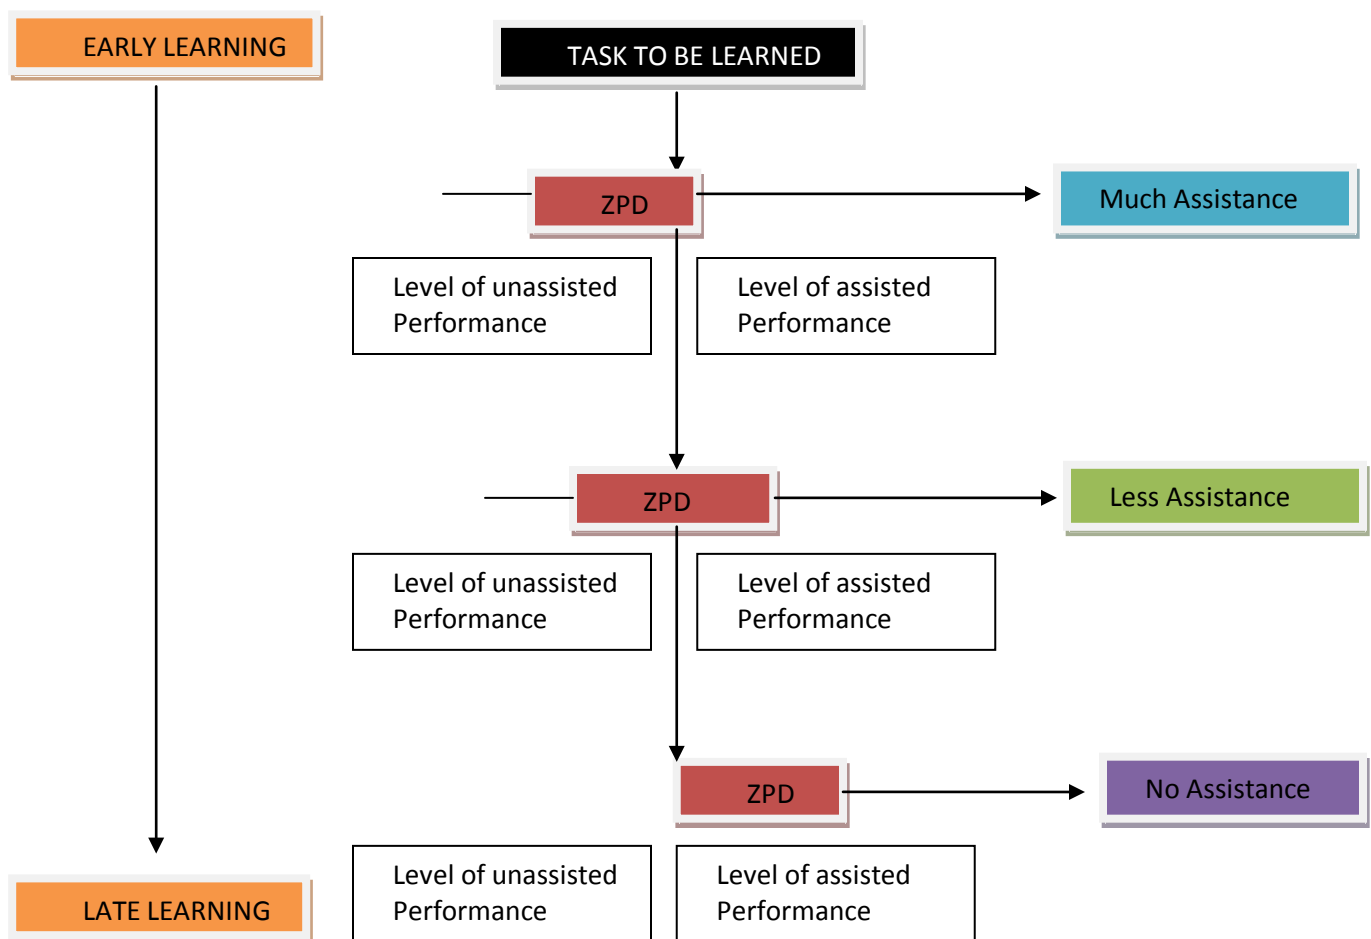 EARLY LEARNING
TASK TO BE LEARNED
ZPD
Much Assistance
Level of unassisted
Performance
Level of assisted
Performance
ZPD
Less Assistance
Level of unassisted
Performance
Level of assisted
Performance
ZPD
No Assistance
Level of unassisted
Performance
Level of assisted
Performance
LATE LEARNING